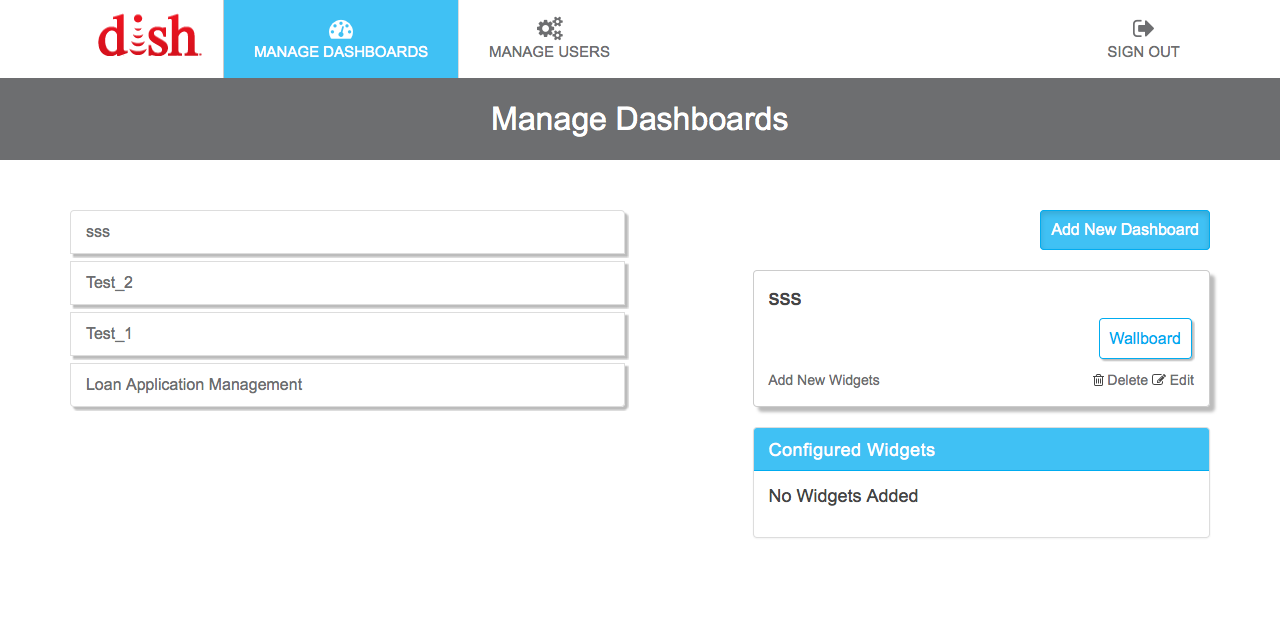 dish
MANAGE DASHBOARDS
MANAGE USERS
SIGN OUT
Manage Dashboards
sss
Test_2
Test_1
Loan Application Management
Add New Dashboard
SSS
Wallboard
Add New Widgets
Delete Edit
Configured Widgets
No Widgets Added